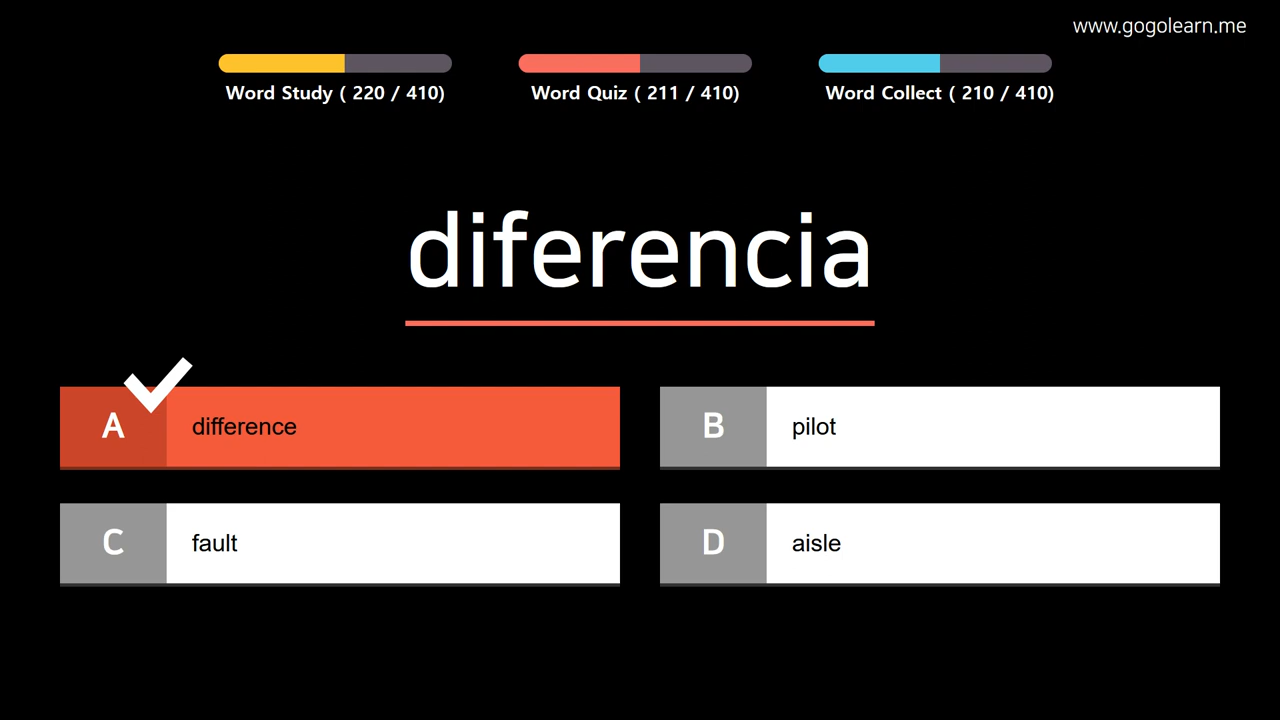 www.gogolearn.me
Word Study ( 220 / 410)
Word Quiz ( 211 / 410)
Word Collect ( 210 / 410)
diferencia
A difference
B pilot
C fault
D aisle